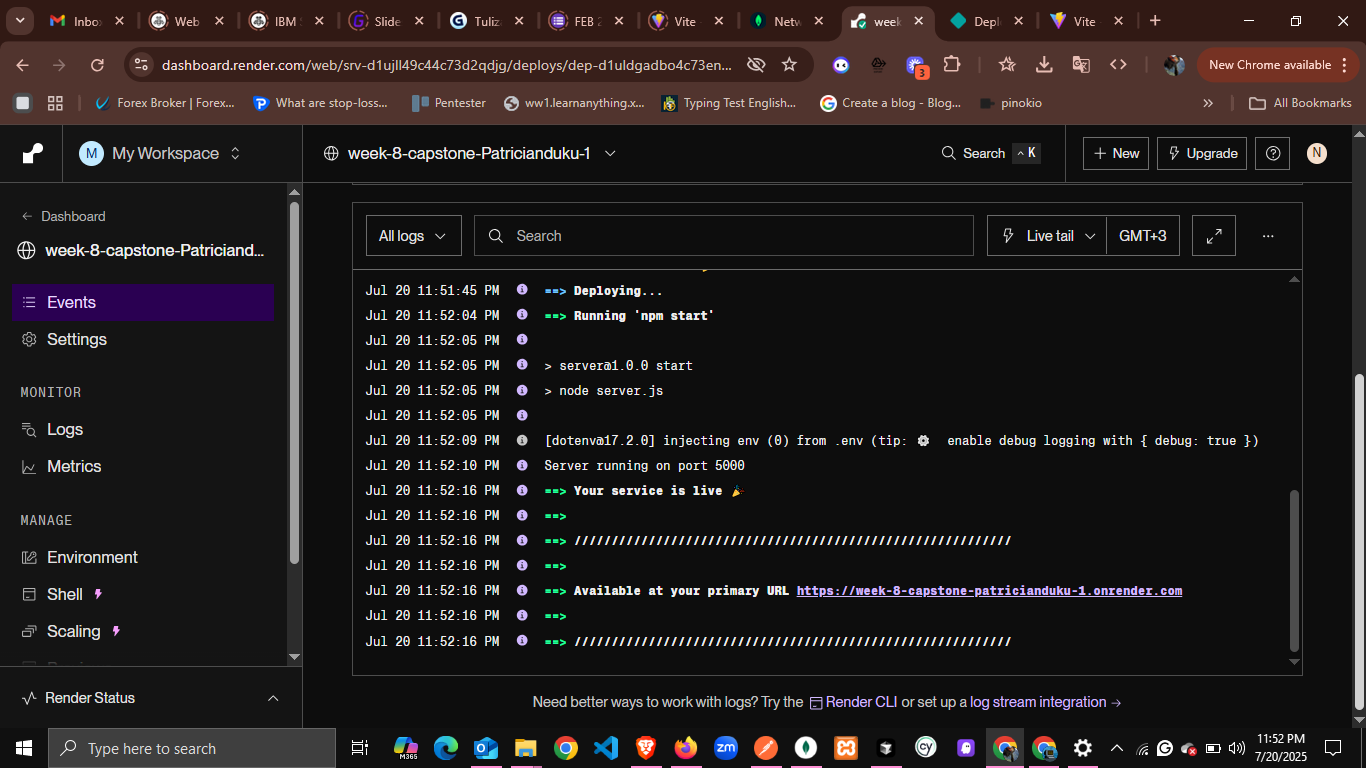 Inbo
Web
IBM S
Slide
Tuliza
FEB 2
Vite
Netw
week
Depl
Vite
dashboard.render.com/web/srv-d1ujll49c44c73d2qdjg/deploys/dep-d1uldgadbo4c73en...
3
New Chrome available
Forex Broker | Forex...
What are stop-loss...
Pentester
ww1.learnanything.x...
Typing Test English...
Create a blog - Blog...
pinokio
»
All Bookmarks
M My Workspace
week-8-capstone-Patricianduku-1
Search ^ K
+ New
Upgrade
N
← Dashboard
week-8-capstone-Patriciand...
Events
Settings
MONITOR
Logs
Metrics
MANAGE
Environment
Shell
Scaling
Render Status
All logs
Search
Live tail
GMT+3
...
Jul 20 11:51:45 PM ==> Deploying...
Jul 20 11:52:04 PM ==> Running 'npm start'
Jul 20 11:52:05 PM
Jul 20 11:52:05 PM > server@1.0.0 start
Jul 20 11:52:05 PM > node server.js
Jul 20 11:52:05 PM
Jul 20 11:52:09 PM [dotenv@17.2.0] injecting env (0) from .env (tip: ⚙ enable debug logging with { debug: true })
Jul 20 11:52:10 PM Server running on port 5000
Jul 20 11:52:16 PM ==> Your service is live 🎉
Jul 20 11:52:16 PM ==>
Jul 20 11:52:16 PM ==> ///////////////////////////////////////////////////////////
Jul 20 11:52:16 PM ==>
Jul 20 11:52:16 PM ==> Available at your primary URL https://week-8-capstone-patricianduku-1.onrender.com
Jul 20 11:52:16 PM ==>
Jul 20 11:52:16 PM ==> ///////////////////////////////////////////////////////////
Need better ways to work with logs? Try the Render CLI or set up a log stream integration →
Type here to search
M365
zm
cy
11:52 PM
7/20/2025